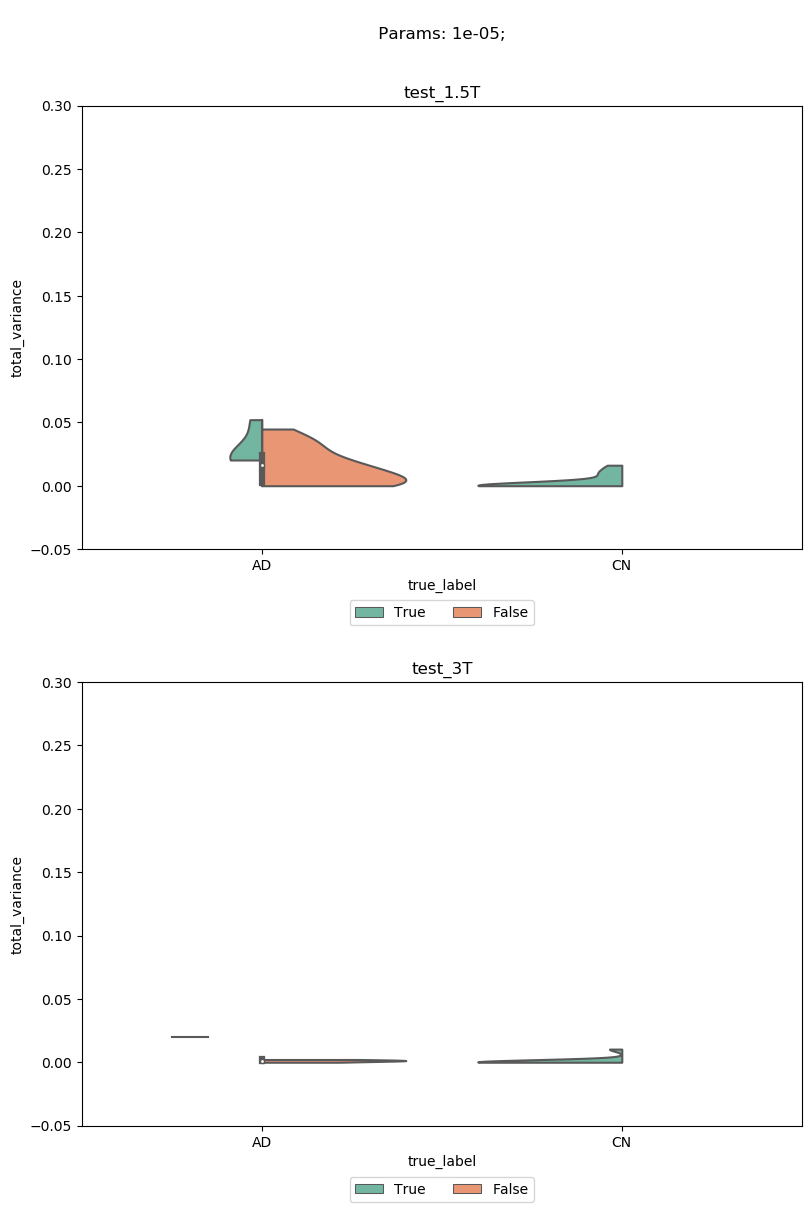 Params: 1e-05;
test_1.5T
0.30
0.25
0.20
0.15
0.10
0.05
0.00
−0.05
total_variance
AD CN
true_label
True False
test_3T
0.30
0.25
0.20
0.15
0.10
0.05
0.00
−0.05
total_variance
AD CN
true_label
True False